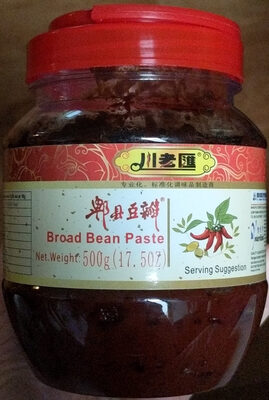 川老匯
专业化、标准化调味品制造商
郫县豆瓣
Broad Bean Paste
Net.Weight: 500g(17.5OZ)
Serving Suggestion